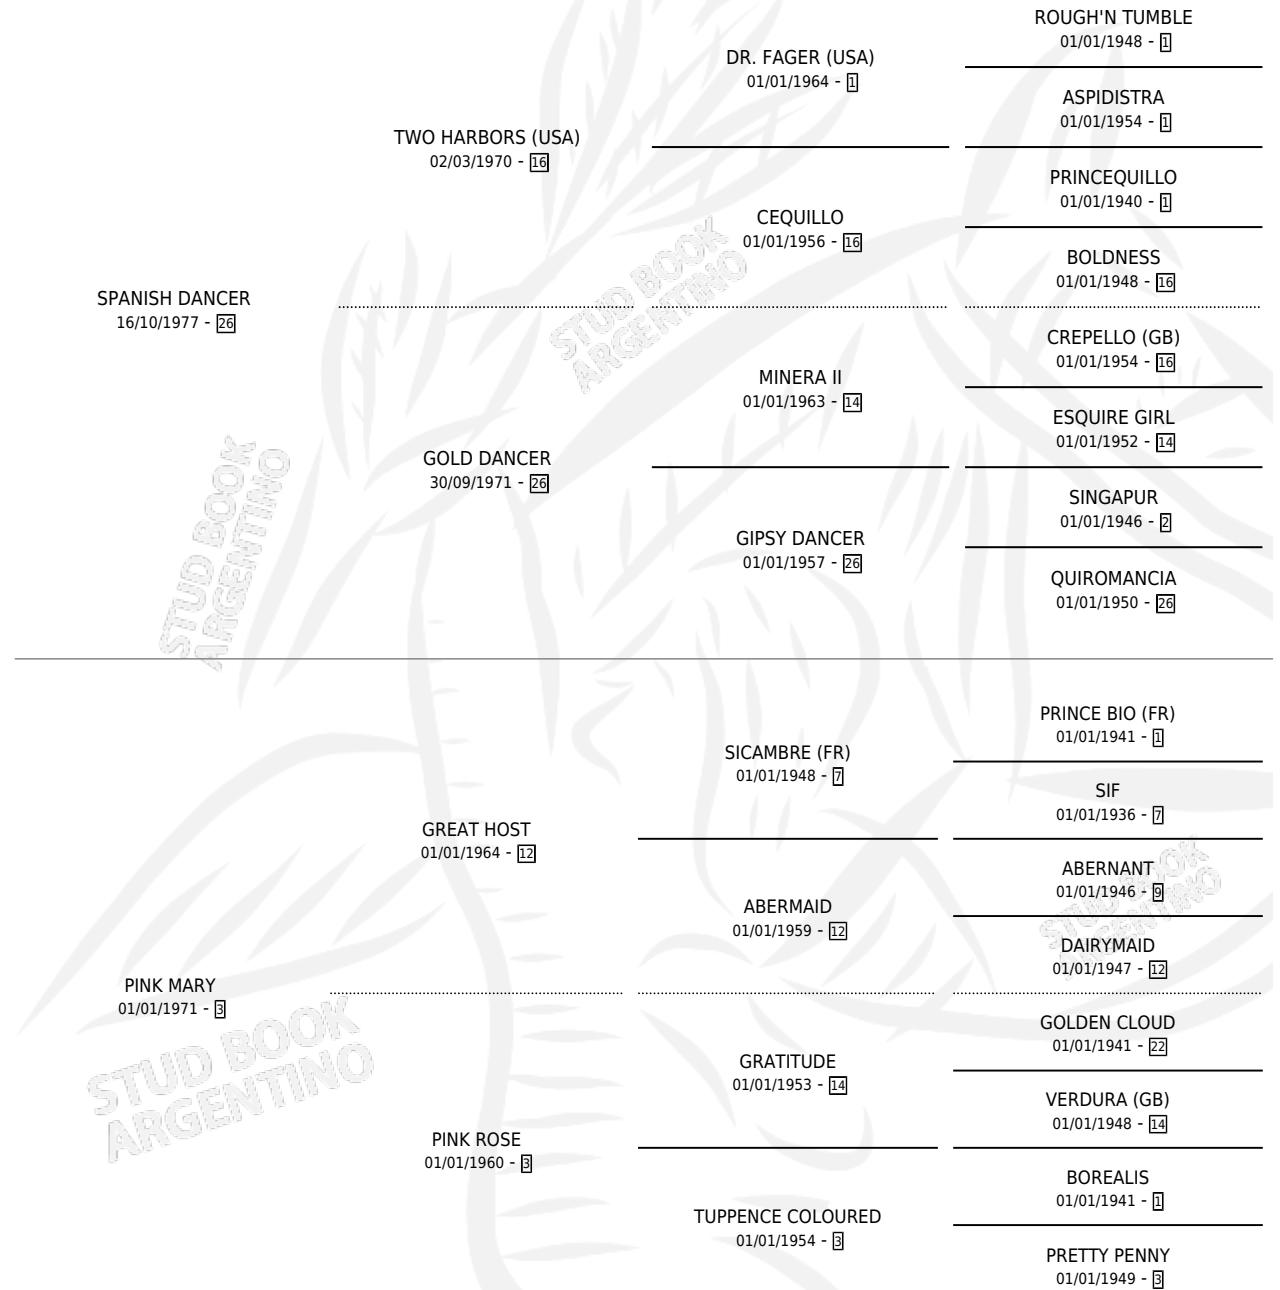 ROUGH'N TUMBLE
01/01/1948 - 1
DR. FAGER (USA)
01/01/1964 - 1
ASPIDISTRA
01/01/1954 - 1
TWO HARBORS (USA)
02/03/1970 - 16
PRINCEQUILLO
01/01/1940 - 1
CEQUILLO
01/01/1956 - 16
BOLDNESS
01/01/1948 - 16
SPANISH DANCER
16/10/1977 - 26
CREPELLO (GB)
01/01/1954 - 16
MINERA II
01/01/1963 - 14
ESQUIRE GIRL
01/01/1952 - 14
GOLD DANCER
30/09/1971 - 26
SINGAPUR
01/01/1946 - 2
GIPSY DANCER
01/01/1957 - 26
QUIROMANCIA
01/01/1950 - 26
STUD BOOK
ARGENTINO
STUD BOOK
ARGENTINO
PRINCE BIO (FR)
01/01/1941 - 1
SICAMBRE (FR)
01/01/1948 - 7
SIF
01/01/1936 - 7
GREAT HOST
01/01/1964 - 12
ABERNANT
01/01/1946 - 9
ABERMAID
01/01/1959 - 12
DAIRYMAID
01/01/1947 - 12
PINK MARY
01/01/1971 - 3
GOLDEN CLOUD
01/01/1941 - 22
GRATITUDE
01/01/1953 - 14
VERDURA (GB)
01/01/1948 - 14
PINK ROSE
01/01/1960 - 3
BOREALIS
01/01/1941 - 1
TUPPENCE COLOURED
01/01/1954 - 3
PRETTY PENNY
01/01/1949 - 3
STUD BOOK
ARGENTINO
STUD BOOK
ARGENTINO